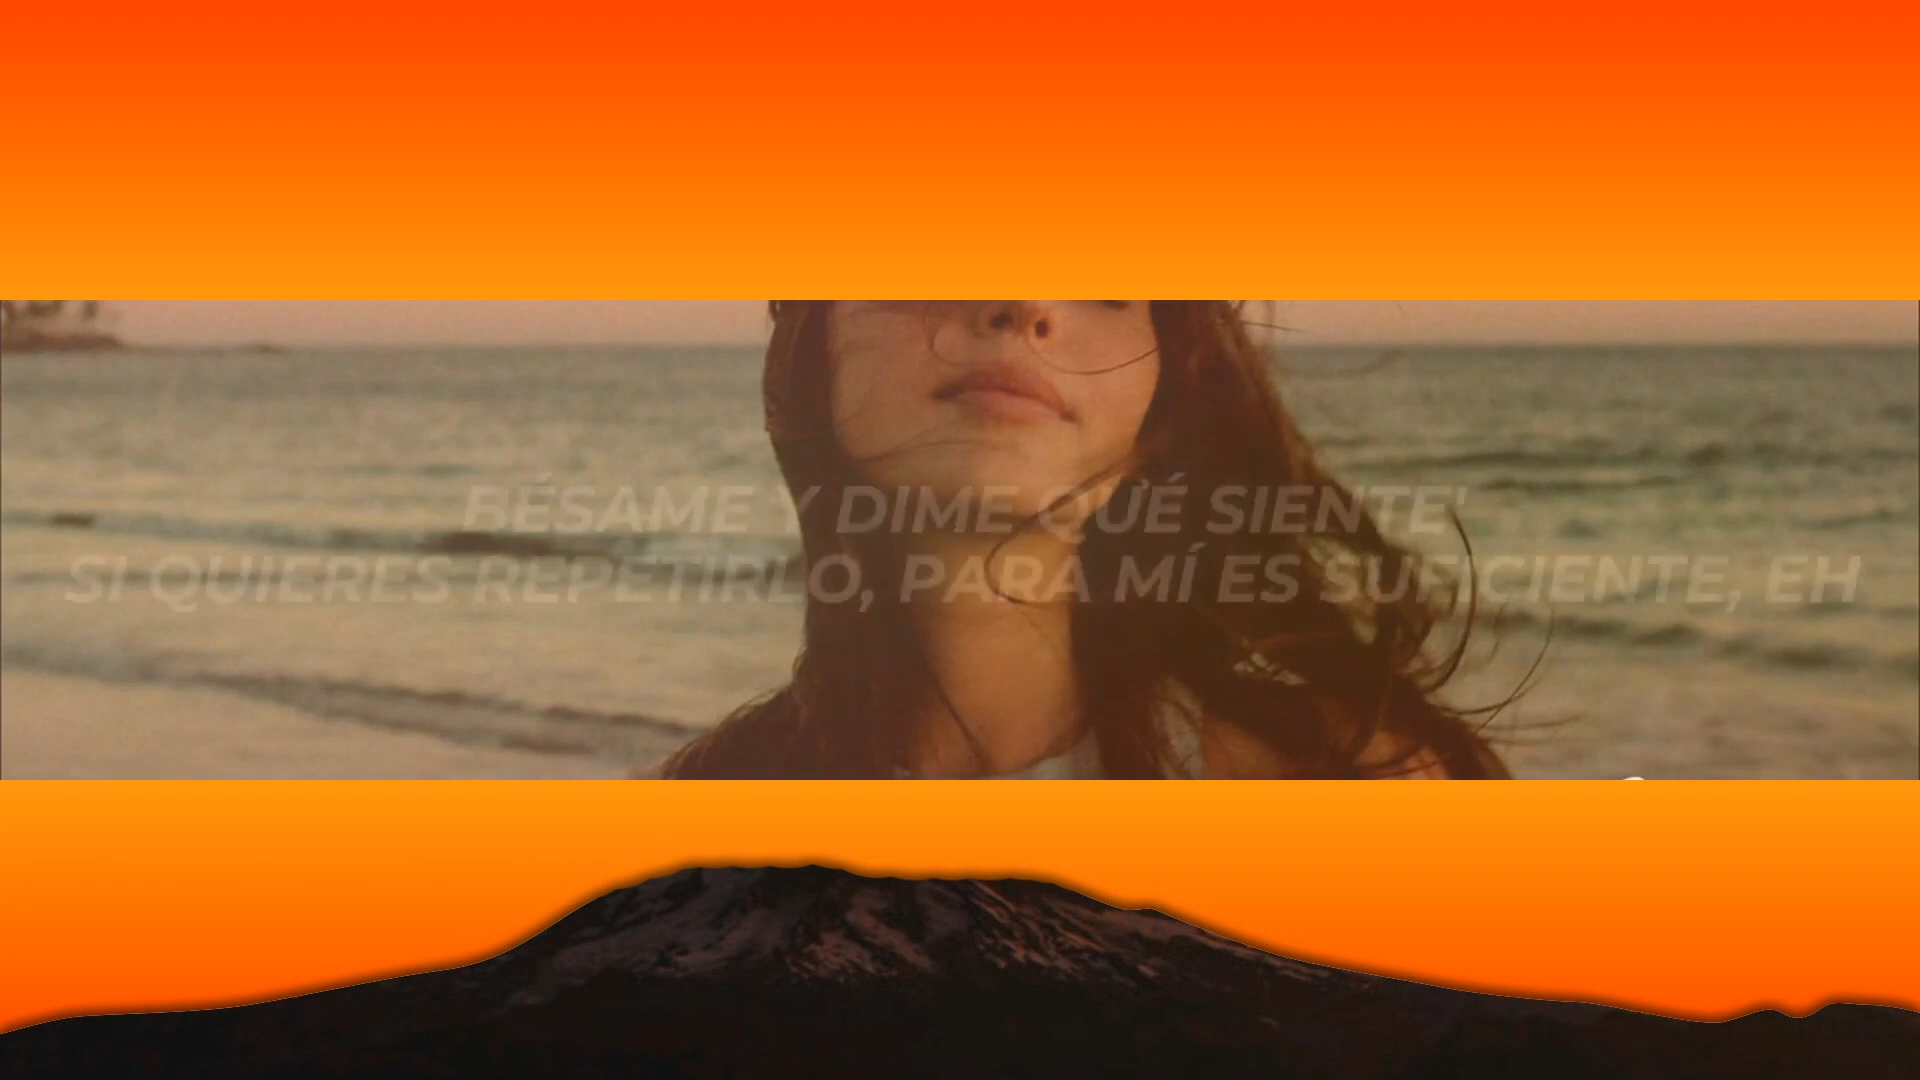 BÉSAME Y DIME QUÉ SIENTE'
SI QUIERES REPETIRLO, PARA MÍ ES SUFICIENTE, EH